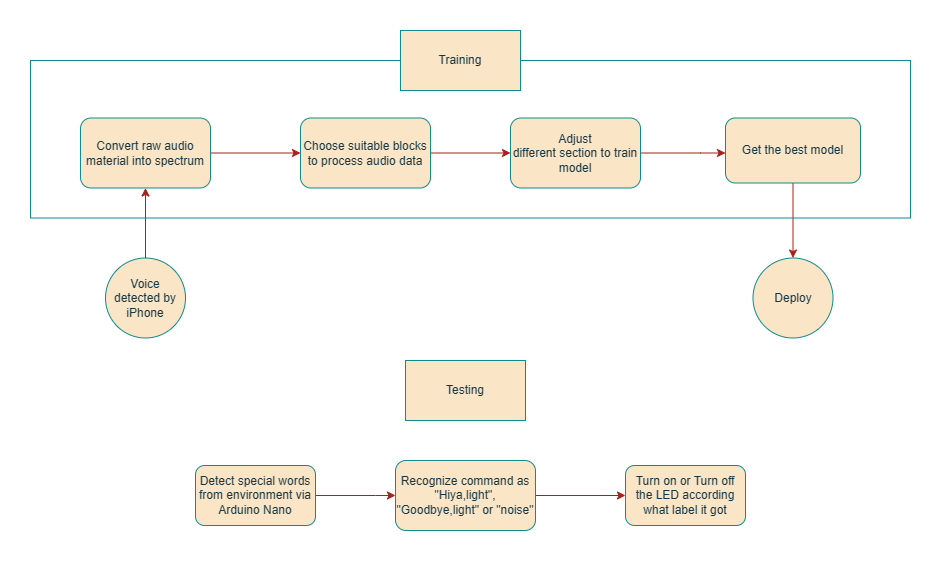 Training
Convert raw audio
material into spectrum
Choose suitable blocks
to process audio data
Adjust
different section to train
model
Get the best model
Voice
detected by
iPhone
Deploy
Testing
Detect special words
from environment via
Arduino Nano
Recognize command as
"Hiya,light",
"Goodbye,light" or "noise"
Turn on or Turn off
the LED according
what label it got